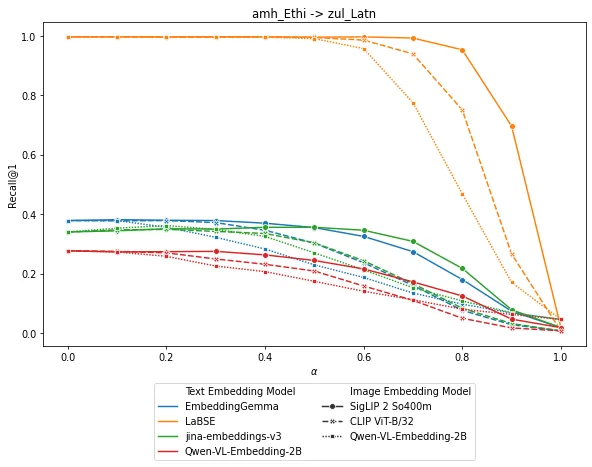 amh_Ethi -> zul_Latn
1.0
0.8
0.6
0.4
0.2
0.0
Recall@1
0.0 0.2 0.4 0.6 0.8 1.0
α
Text Embedding Model Image Embedding Model
EmbeddingGemma SigLIP 2 So400m
LaBSE CLIP ViT-B/32
jina-embeddings-v3 Qwen-VL-Embedding-2B
Qwen-VL-Embedding-2B